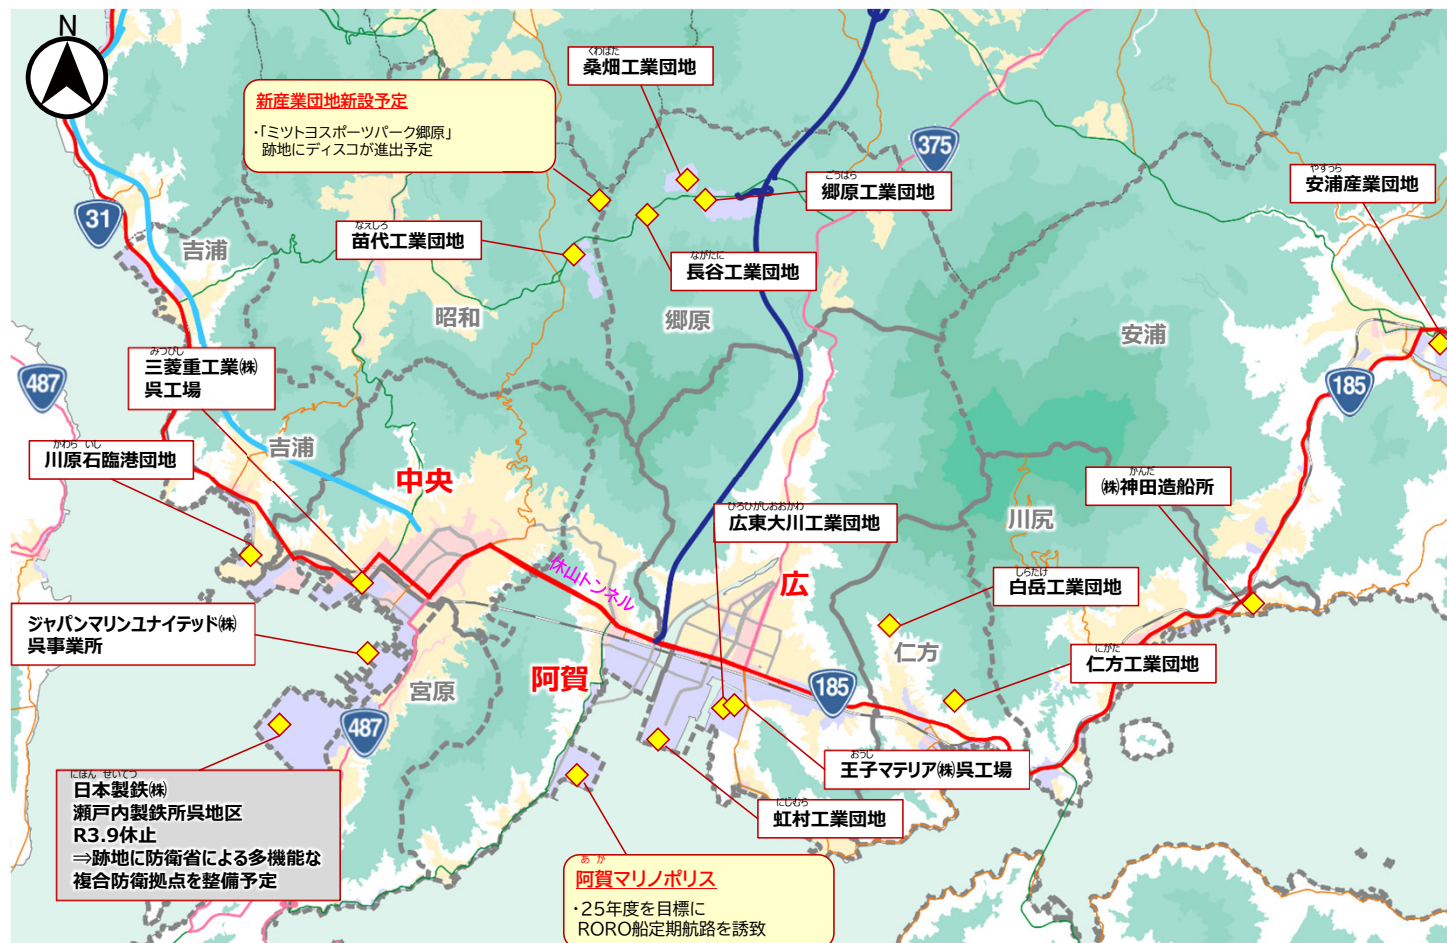 N
くわばた
桑畑工業団地
新産業団地新設予定
・「ミツトヨスポーツパーク郷原」
跡地にディスコが進出予定
375
ごうはら
郷原工業団地
やすうら
安浦産業団地
31
吉浦
なえしろ
苗代工業団地
ながたに
長谷工業団地
昭和
郷原
安浦
みつびし
三菱重工業㈱
呉工場
487
185
吉浦
かわら いし
川原石臨港団地
中央
かんだ
㈱神田造船所
ひろひがしおおかわ
広東大川工業団地
川尻
休山トンネル
広
しらたけ
白岳工業団地
ジャパンマリンユナイテッド㈱
呉事業所
仁方
にがた
仁方工業団地
阿賀
宮原
185
487
おうじ
王子マテリア㈱呉工場
にほん せいてつ
日本製鉄㈱
瀬戸内製鉄所呉地区
R3.9休止
⇒跡地に防衛省による多機能な
複合防衛拠点を整備予定
にじむら
虹村工業団地
あ が
阿賀マリノポリス
・25年度を目標に
RORO船定期航路を誘致